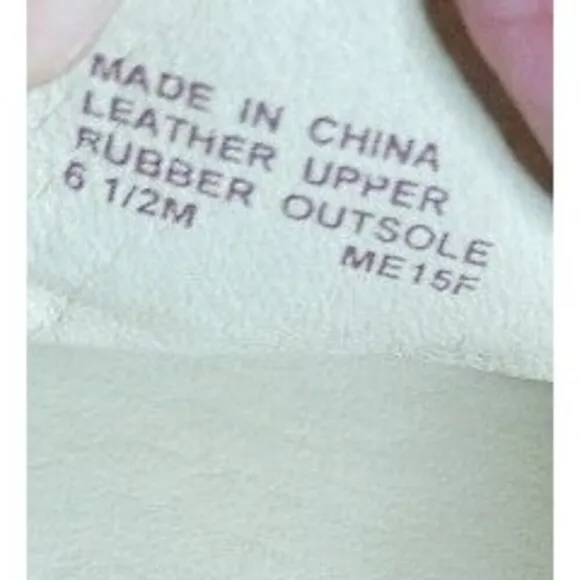 MADE IN CHINA
LEATHER UPPER
RUBBER OUTSOLE
6 1/2M ME15F